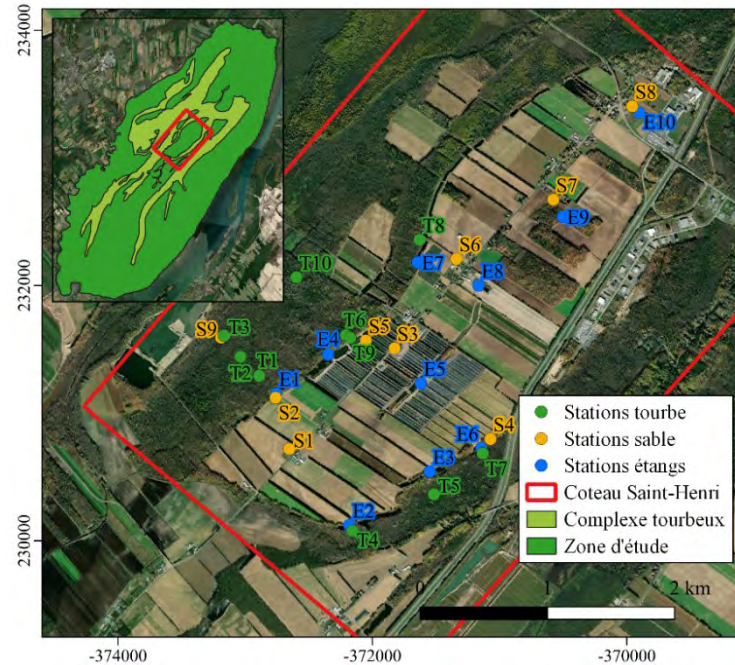 234000
S8
E10
S7
E9
T8
S6
E7
E8
T10
232000
S9
T3
T6
S5
S3
E4
T9
T2
T1
E1
E5
S2
S1
E6
S4
E3
T7
T5
E2
T4
230000
Stations tourbe
Stations sable
Stations étangs
Coteau Saint-Henri
Complexe tourbeux
Zone d'étude
0 1 2 km
-374000 -372000 -370000